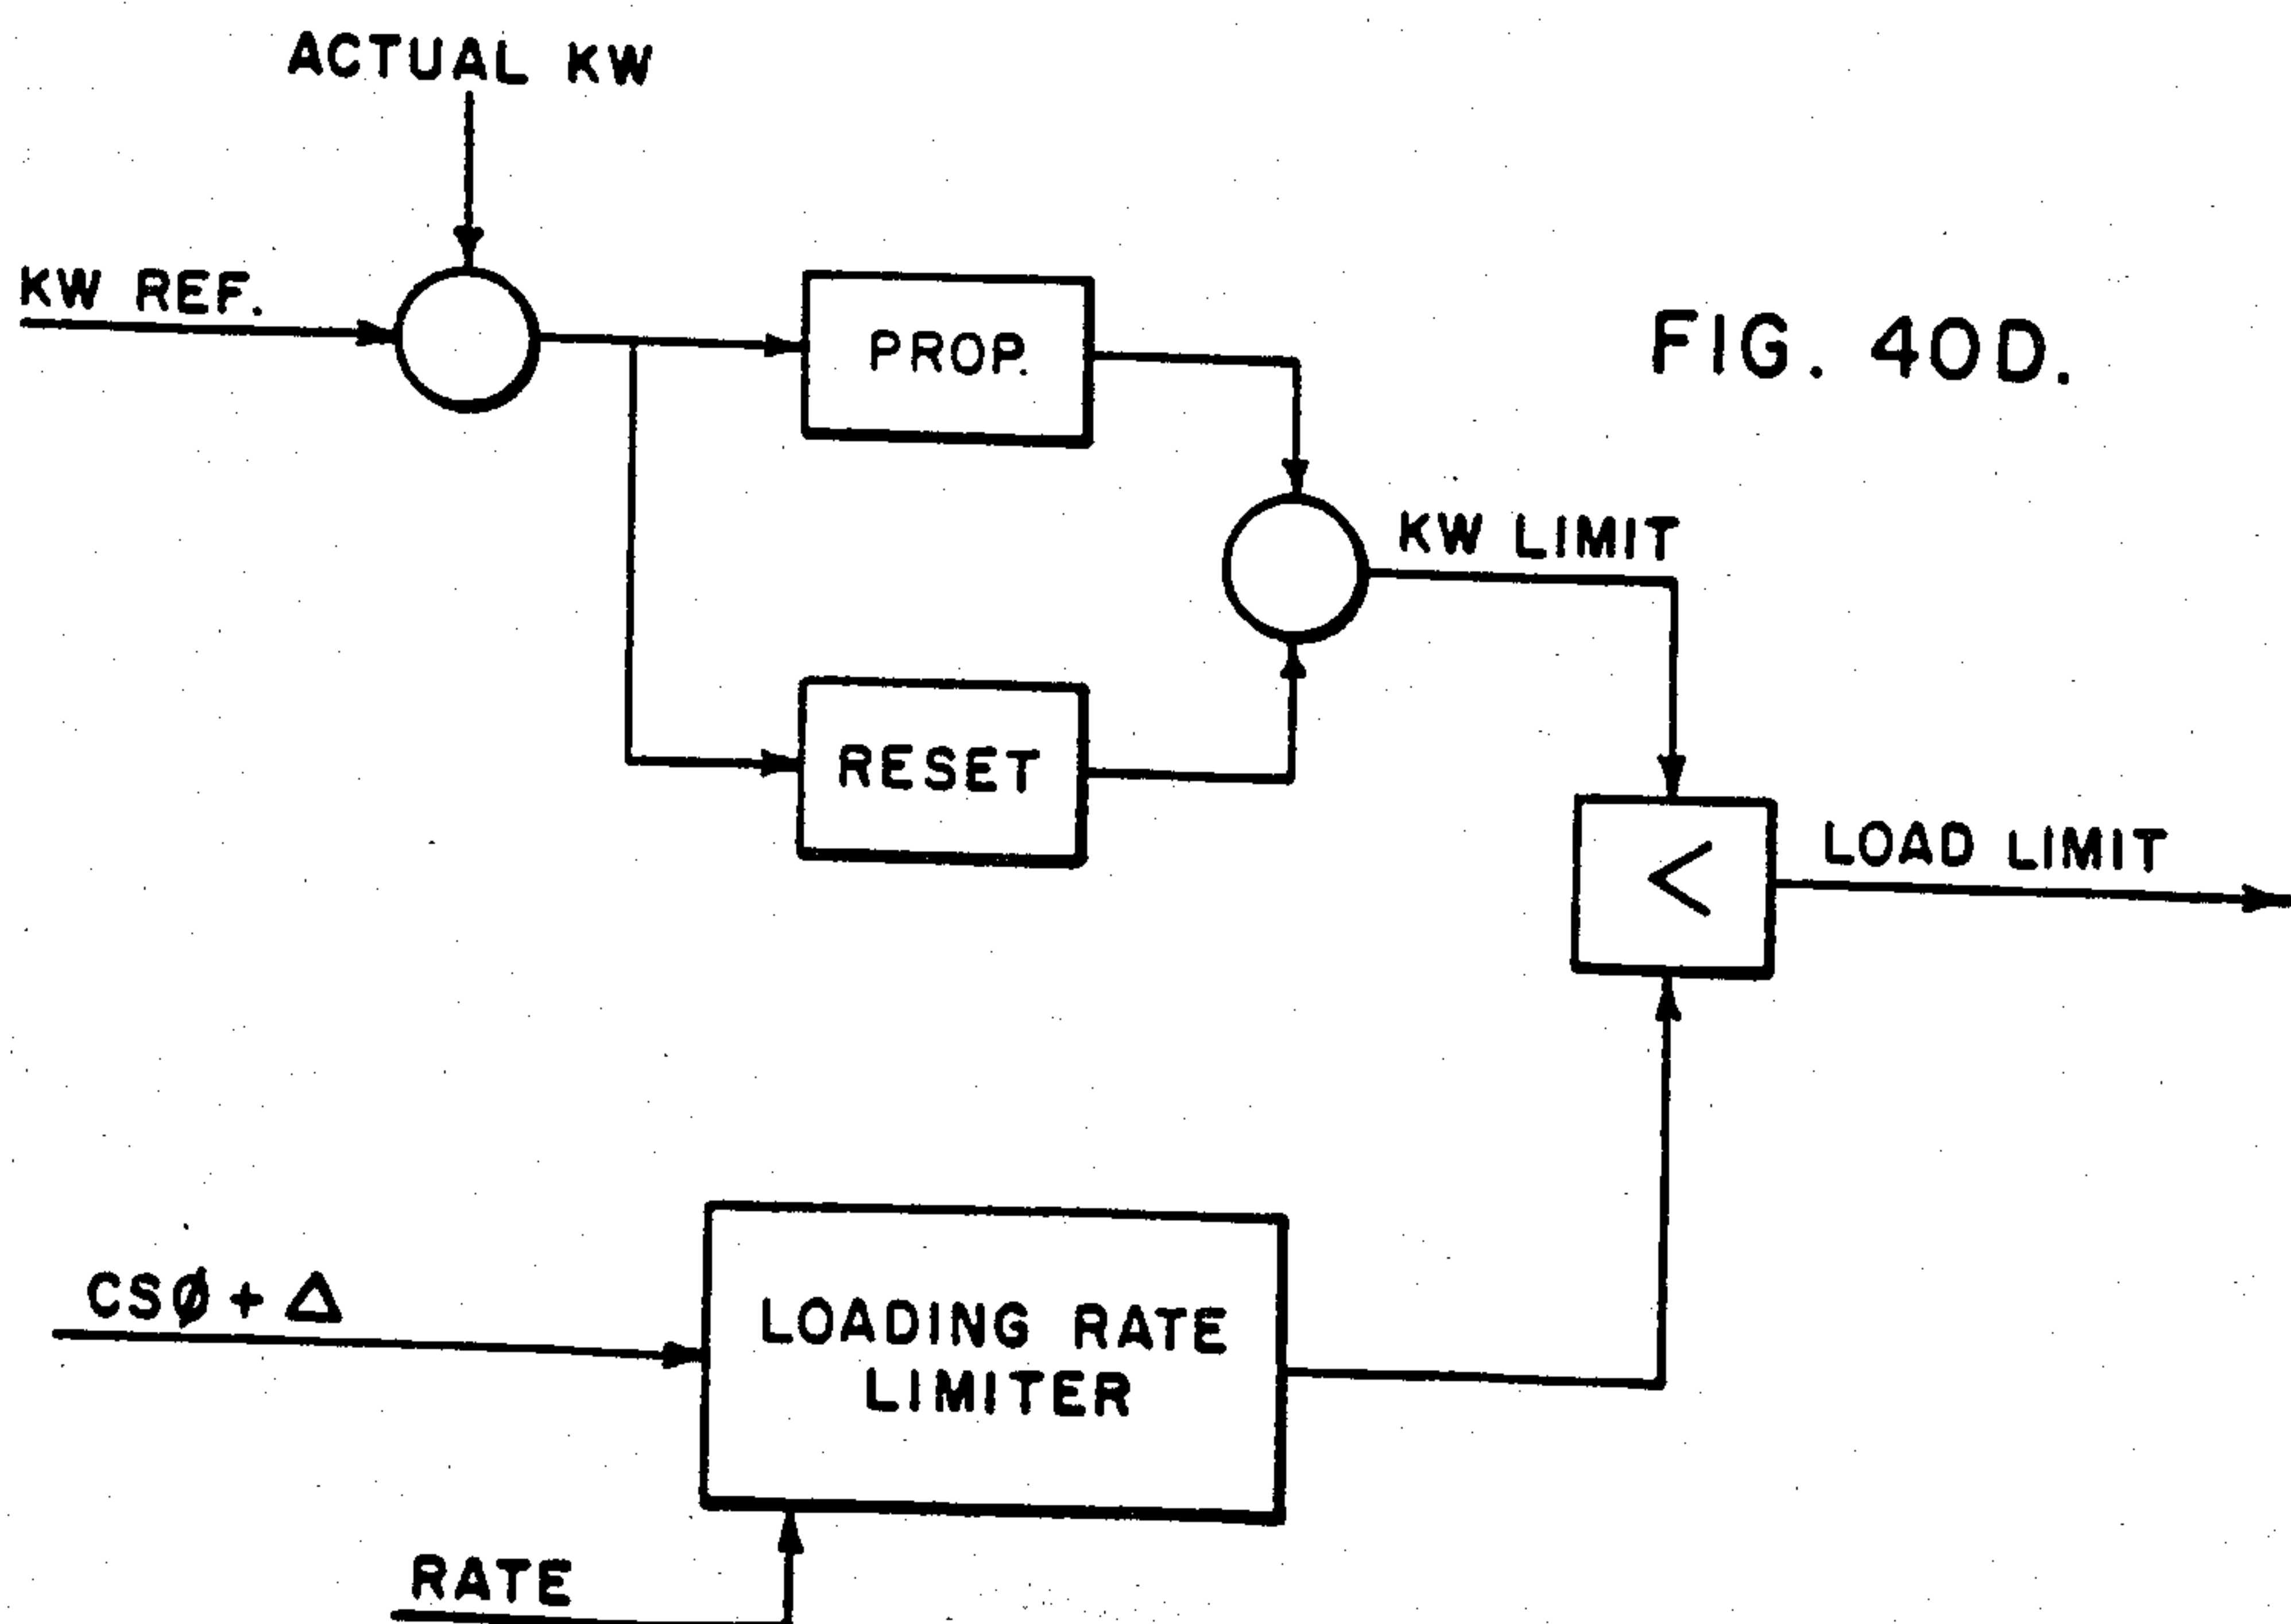 ACTUAL KW
KW REF.
PROP.
FIG. 40D.
KW LIMIT
RESET
<
LOAD LIMIT
CSØ + Δ
LOADING RATE
LIMITER
RATE